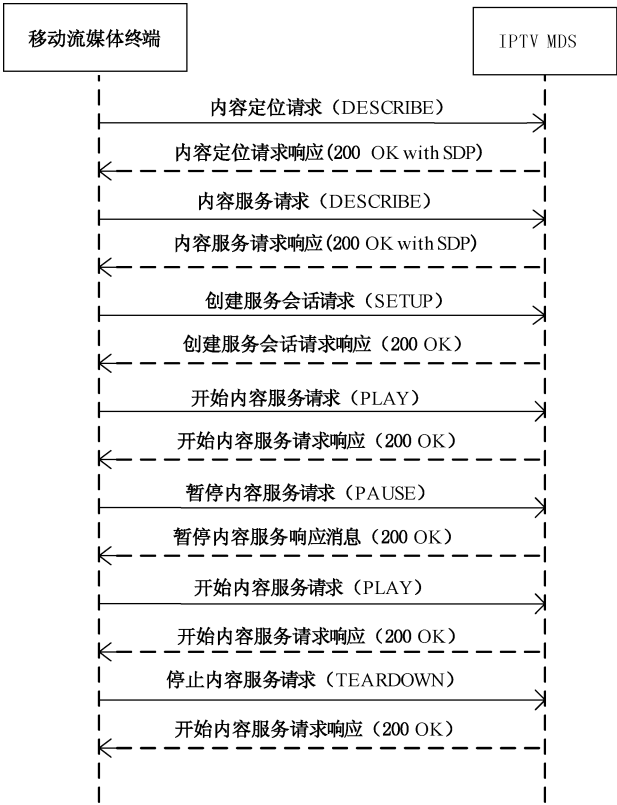 移动流媒体终端
IPTV MDS
内容定位请求（DESCRIBE）
内容定位请求响应(200 OK with SDP)
内容服务请求（DESCRIBE）
内容服务请求响应(200 OK with SDP)
创建服务会话请求（SETUP）
创建服务会话请求响应（200 OK）
开始内容服务请求（PLAY）
开始内容服务请求响应（200 OK）
暂停内容服务请求（PAUSE）
暂停内容服务响应消息（200 OK）
开始内容服务请求（PLAY）
开始内容服务请求响应（200 OK）
停止内容服务请求（TEARDOWN）
开始内容服务请求响应（200 OK）